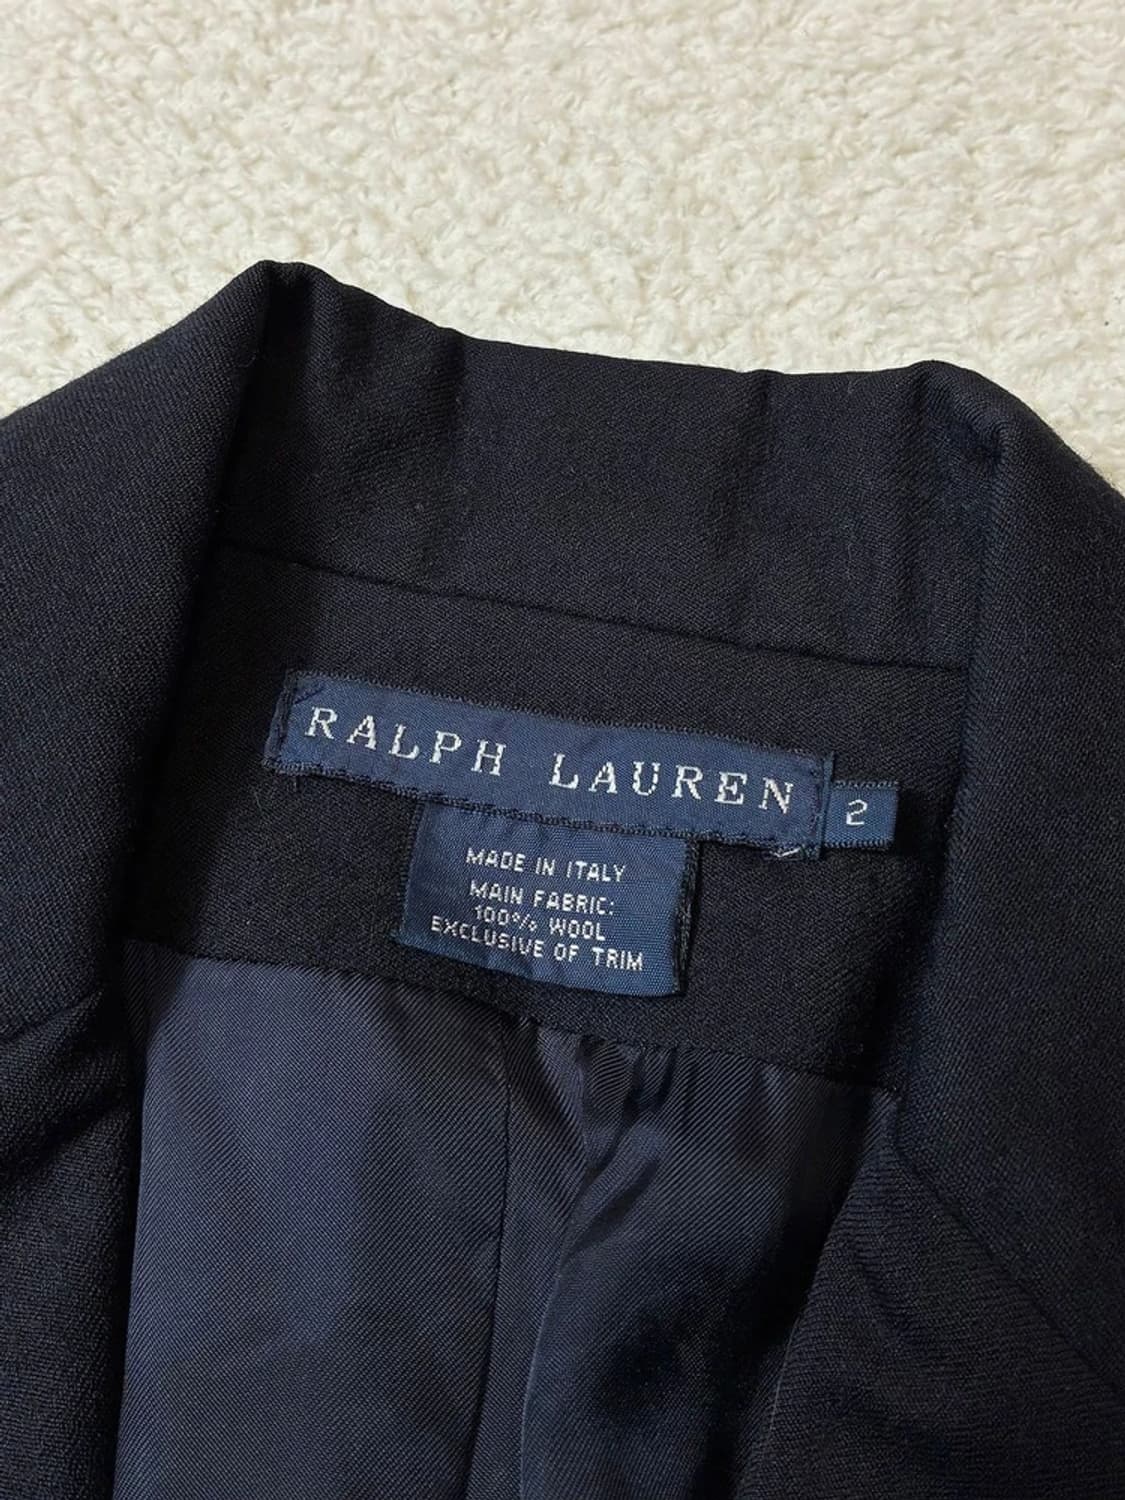 RALPH LAUREN
2
MADE IN ITALY
MAIN FABRIC:
100% WOOL
EXCLUSIVE OF TRIM